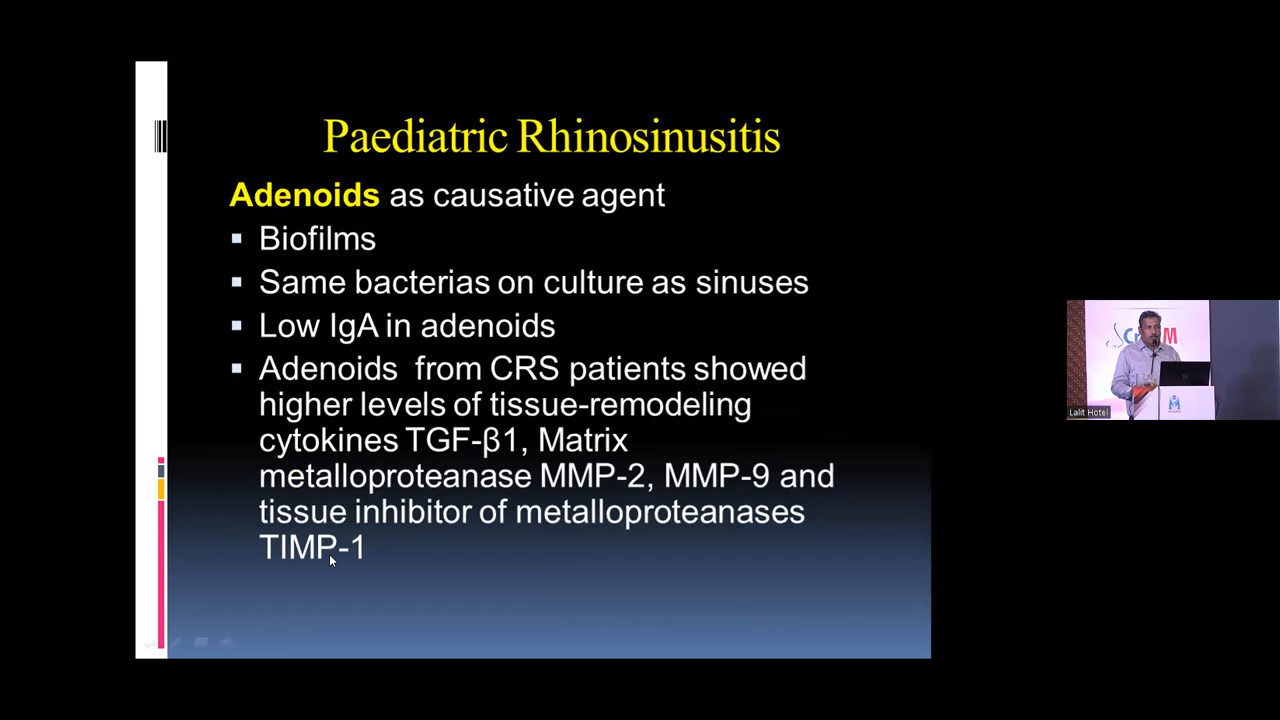 Paediatric Rhinosinusitis
Adenoids as causative agent
▪ Biofilms
▪ Same bacterias on culture as sinuses
▪ Low IgA in adenoids
▪ Adenoids from CRS patients showed
higher levels of tissue-remodeling
cytokines TGF-β1, Matrix
metalloproteanase MMP-2, MMP-9 and
tissue inhibitor of metalloproteanases
TIMP-1
Lalit Hotel